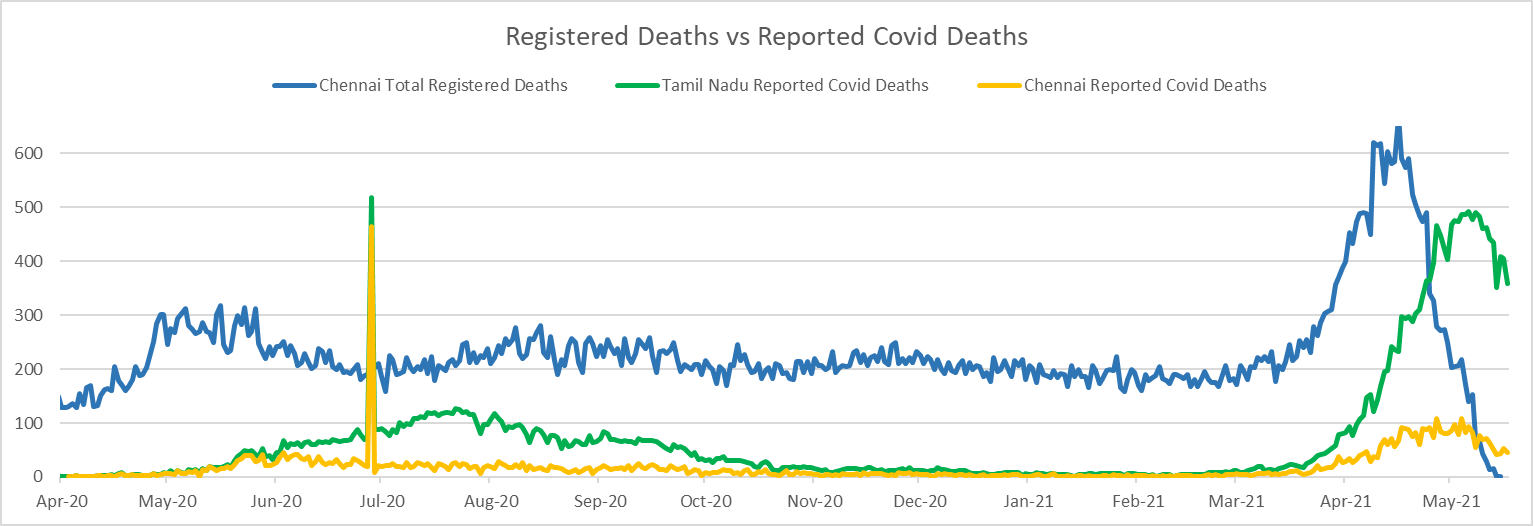 Registered Deaths vs Reported Covid Deaths
Chennai Total Registered Deaths Tamil Nadu Reported Covid Deaths Chennai Reported Covid Deaths
600
500
400
300
200
100
0
Apr-20 May-20 Jun-20 Jul-20 Aug-20 Sep-20 Oct-20 Nov-20 Dec-20 Jan-21 Feb-21 Mar-21 Apr-21 May-21